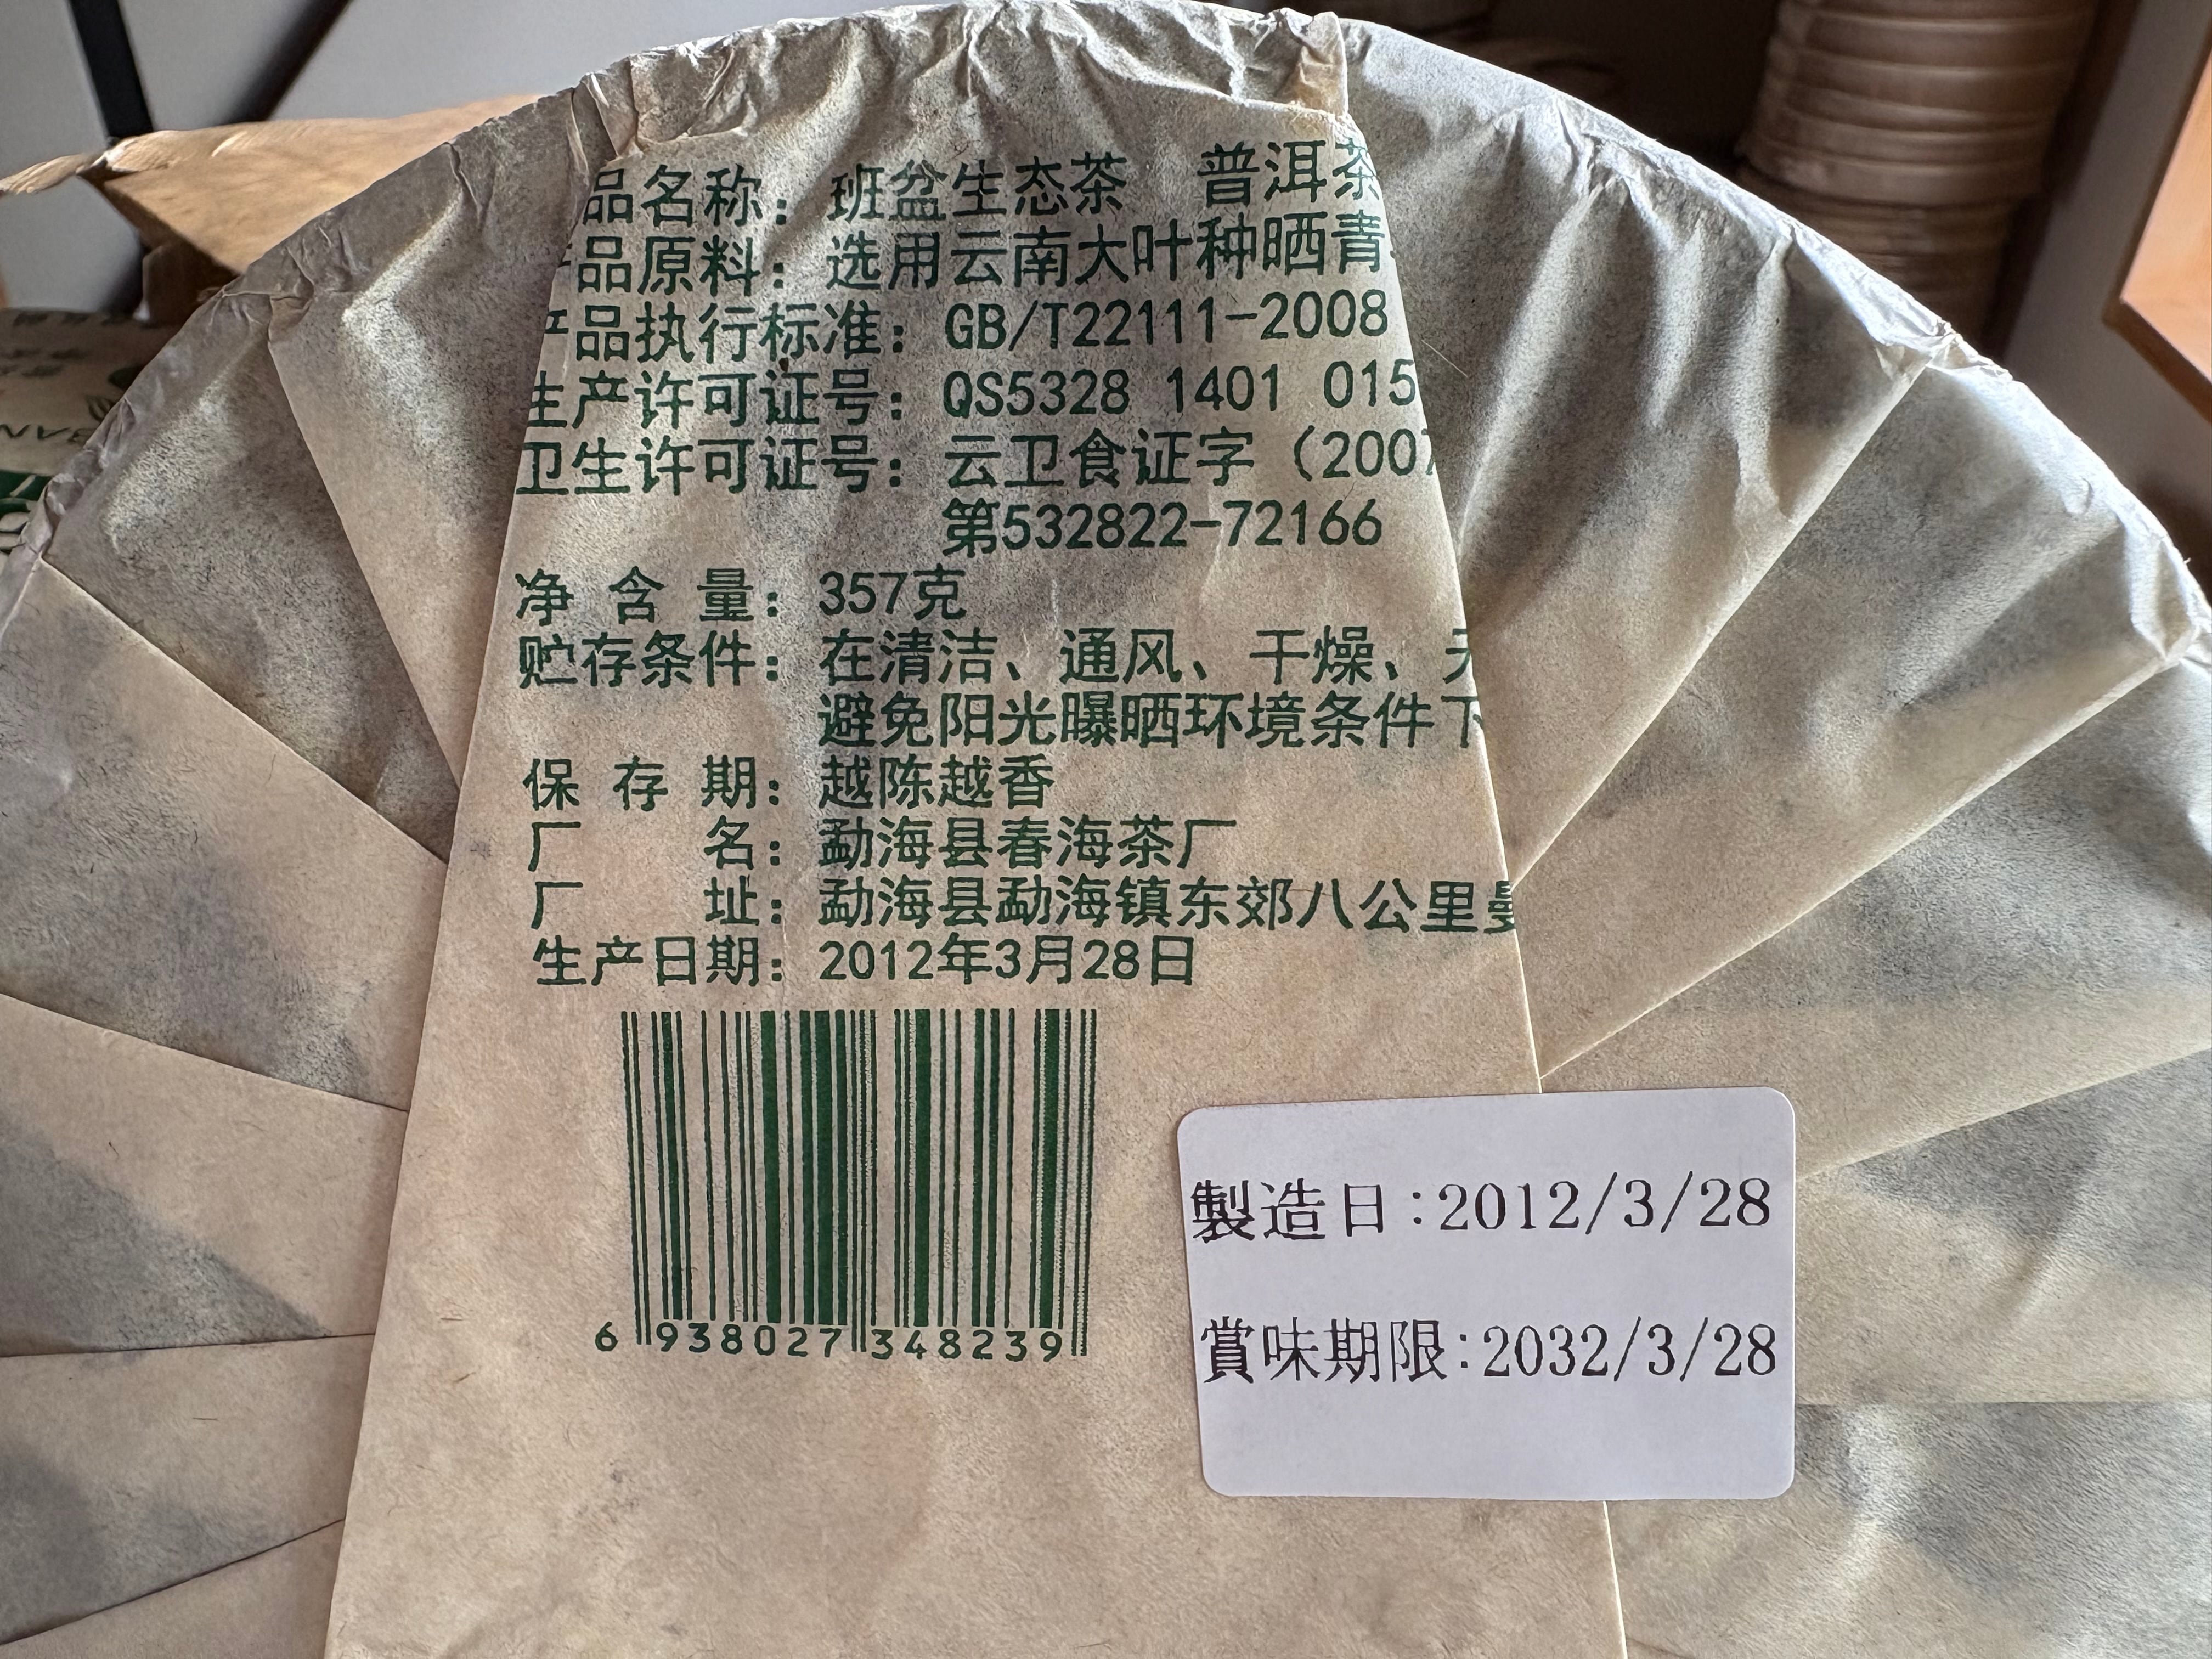 品名称：班盆生态茶 普洱茶
产品原料：选用云南大叶种晒青
产品执行标准：GB/T22111-2008
生产许可证号：QS5328 1401 015
卫生许可证号：云卫食证字（2007
第532822-72166
净含量：357克
贮存条件：在清洁、通风、干燥、
避免阳光曝晒环境条件下
保存期：越陈越香
厂名：勐海县春海茶厂
厂址：勐海县勐海镇东郊八公里曼
生产日期：2012年3月28日
6 938027 348239
製造日:2012/3/28
賞味期限:2032/3/28